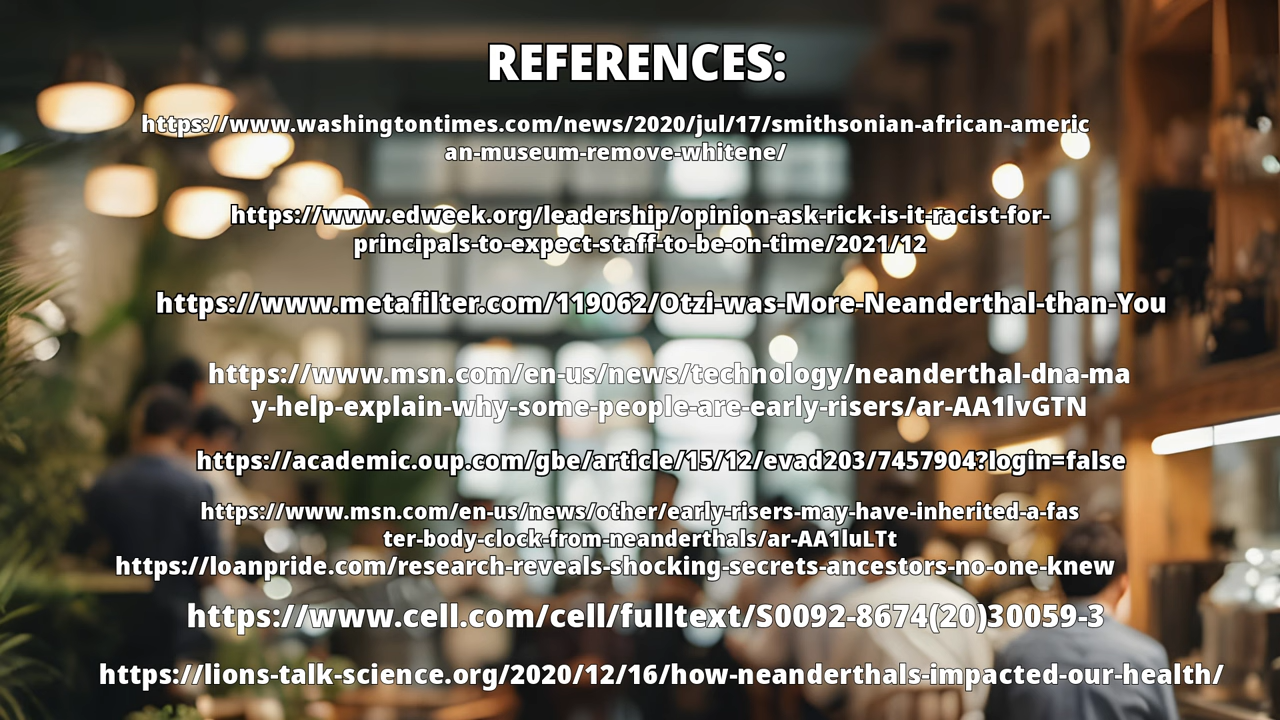 REFERENCES:
https://www.washingtontimes.com/news/2020/jul/17/smithsonian-african-americ
an-museum-remove-whitene/
https://www.edweek.org/leadership/opinion-ask-rick-is-it-racist-for-
principals-to-expect-staff-to-be-on-time/2021/12
https://www.metafilter.com/119062/Otzi-was-More-Neanderthal-than-You
https://www.msn.com/en-us/news/technology/neanderthal-dna-ma
y-help-explain-why-some-people-are-early-risers/ar-AA1lvGTN
https://academic.oup.com/gbe/article/15/12/evad203/7457904?login=false
https://www.msn.com/en-us/news/other/early-risers-may-have-inherited-a-fas
ter-body-clock-from-neanderthals/ar-AA1luLTt
https://loanpride.com/research-reveals-shocking-secrets-ancestors-no-one-knew
https://www.cell.com/cell/fulltext/S0092-8674(20)30059-3
https://lions-talk-science.org/2020/12/16/how-neanderthals-impacted-our-health/